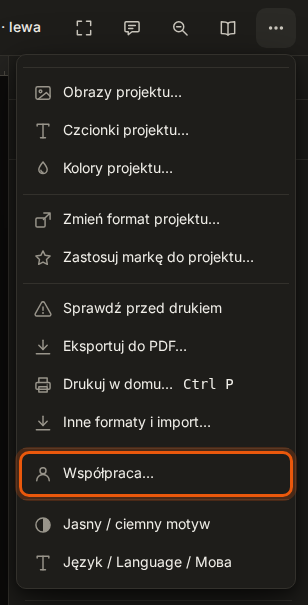 · lewa
Obrazy projektu...
Czcionki projektu...
Kolory projektu...
Zmień format projektu...
Zastosuj markę do projektu...
Sprawdź przed drukiem
Eksportuj do PDF...
Drukuj w domu... Ctrl P
Inne formaty i import...
Współpraca...
Jasny / ciemny motyw
Język / Language / Мова